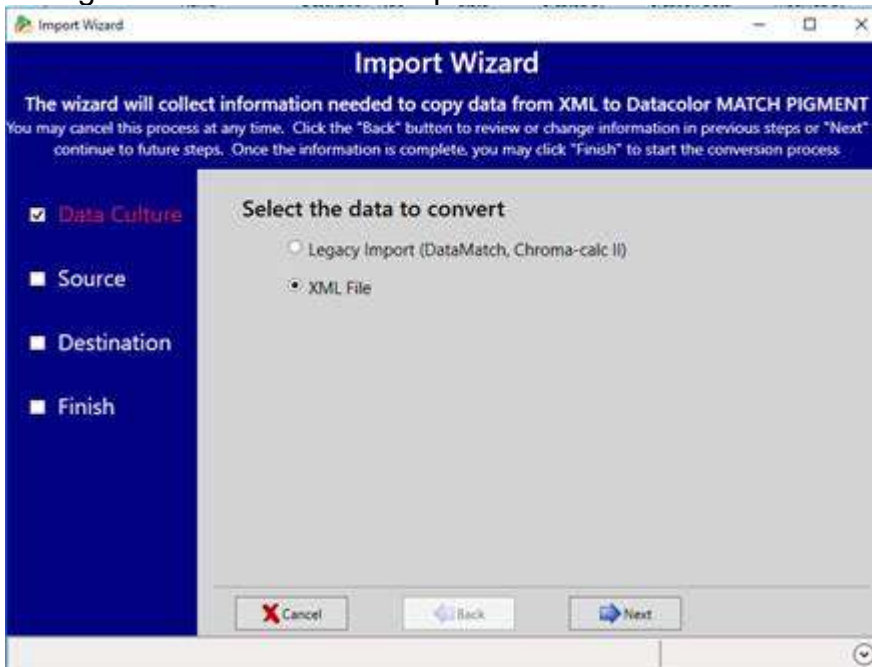 Import Wizard
Import Wizard
The wizard will collect information needed to copy data from XML to Datacolor MATCH PIGMENT
You may cancel this process at any time. Click the "Back" button to review or change information in previous steps or "Next"
continue to future steps. Once the information is complete, you may click "Finish" to start the conversion process
Data Culture
Source
Destination
Finish
Select the data to convert
Legacy Import (DataMatch, Chroma-calc II)
XML File
Cancel
Back
Next